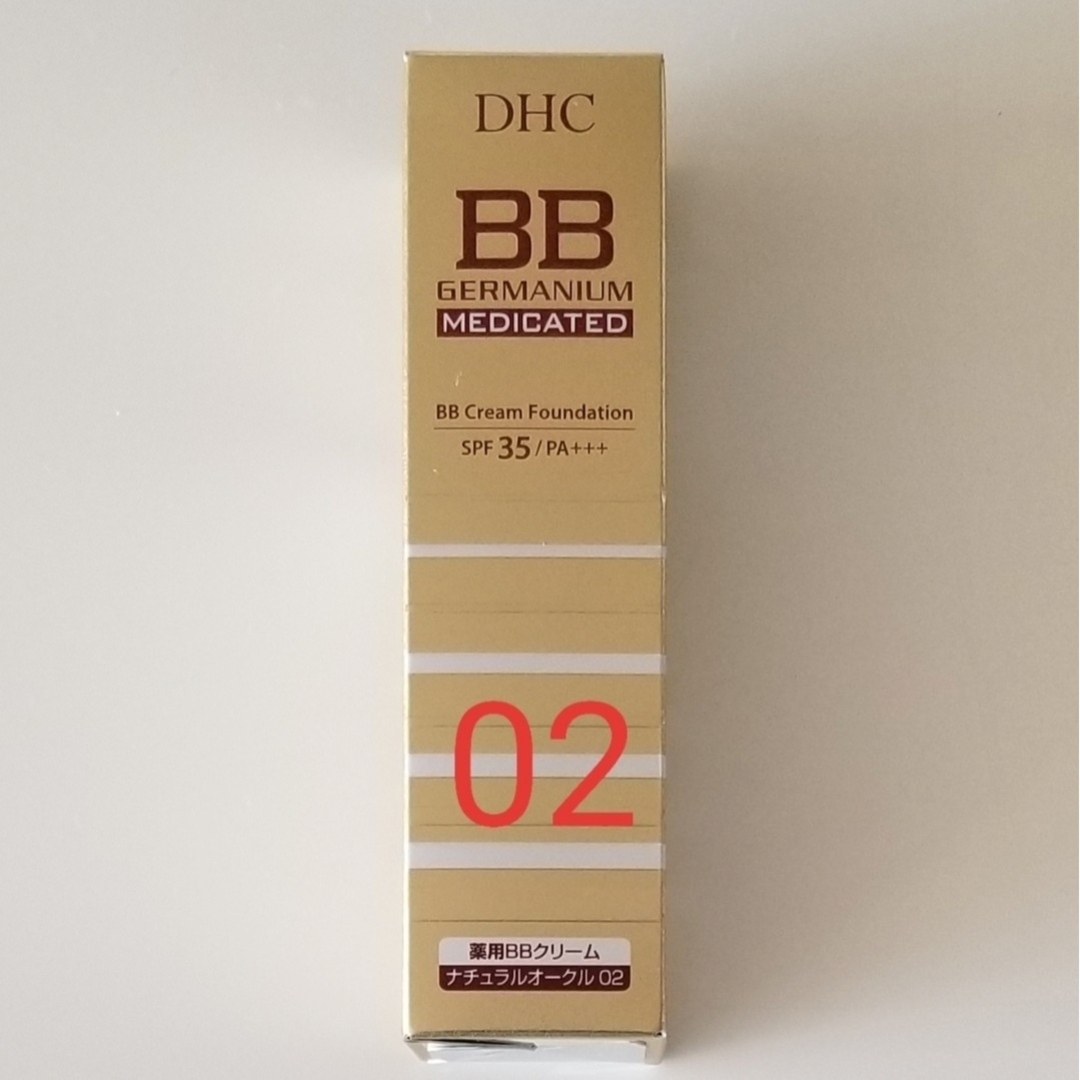 DHC
BB
GERMANIUM
MEDICATED
BB Cream Foundation
SPF 35 / PA+++
02
薬用BBクリーム
ナチュラルオークル 02